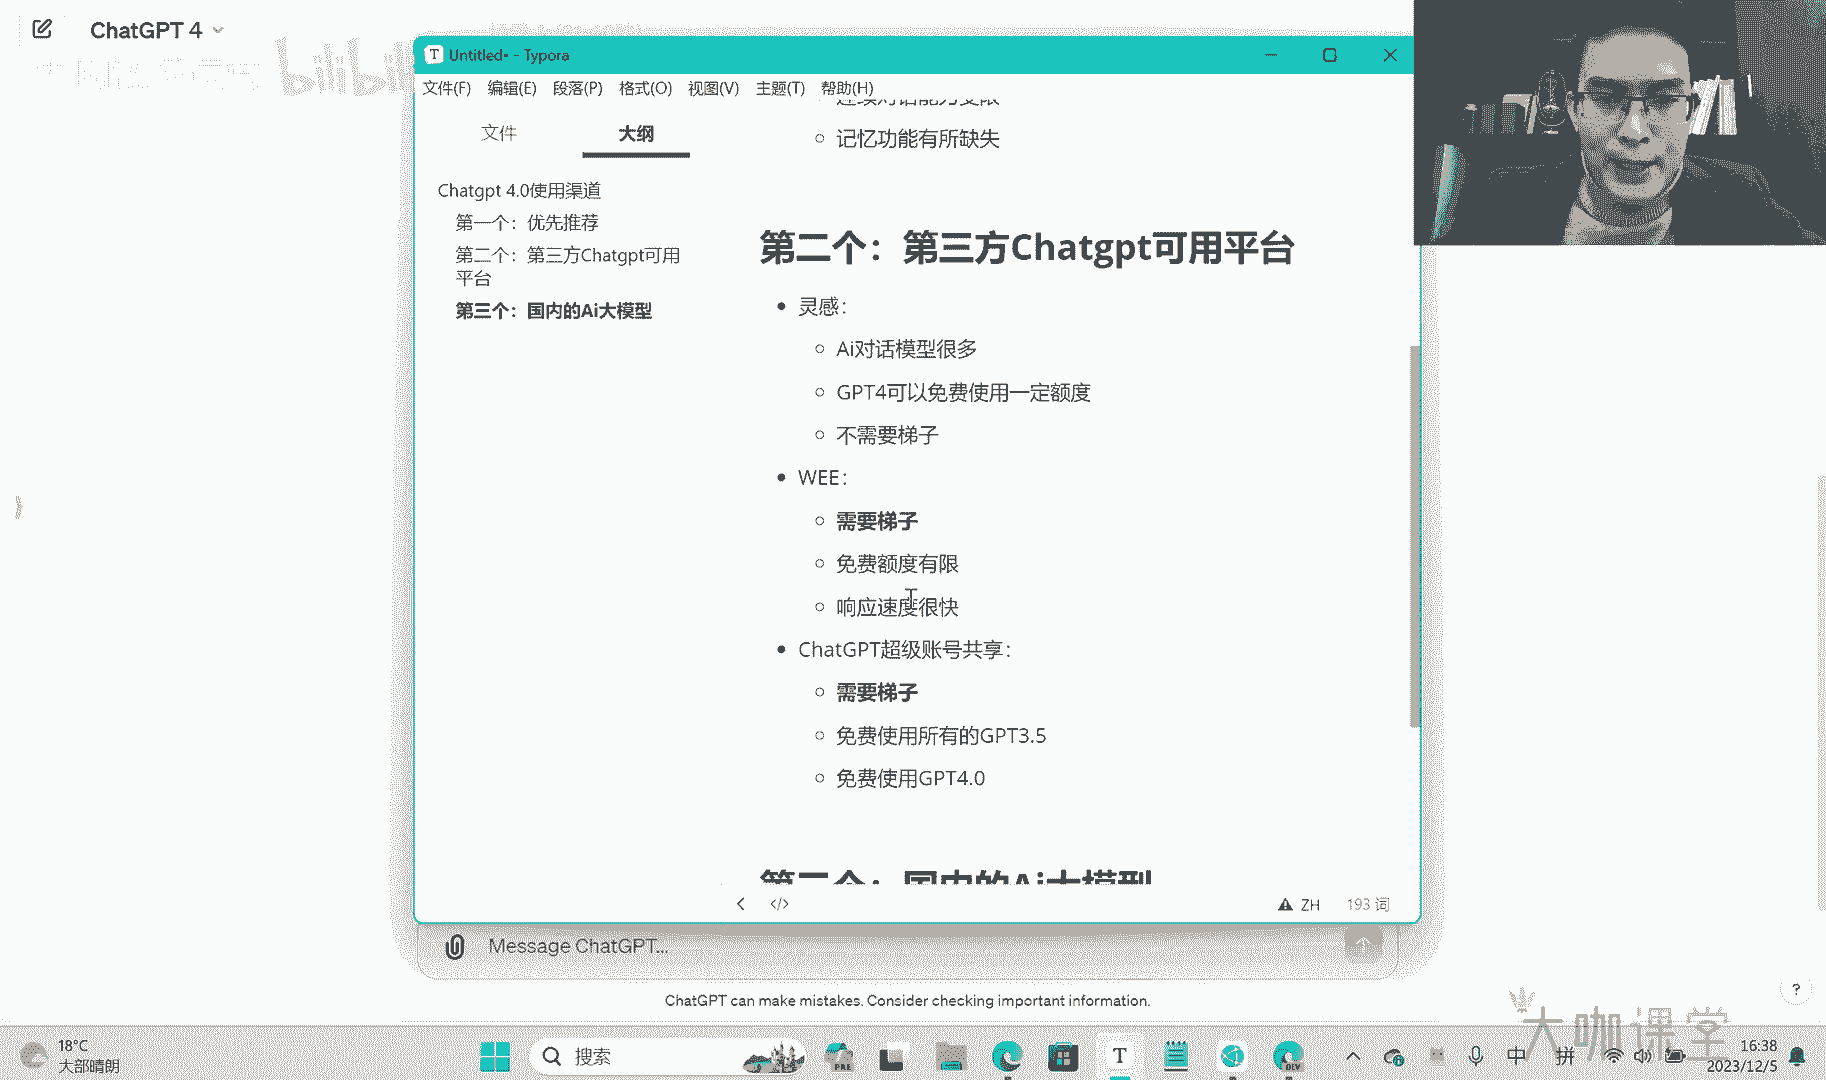 ChatGPT 4
bilibili
Untitled• - Typora
文件(F) 编辑(E) 段落(P) 格式(O) 视图(V) 主题(T) 帮助(H)
文件 大纲
Chatgpt 4.0使用渠道
第一个：优先推荐
第二个：第三方Chatgpt可用
平台
第三个：国内的Ai大模型
连续对话能力受限
记忆功能有所缺失
第二个：第三方Chatgpt可用平台
灵感：
Ai对话模型很多
GPT4可以免费使用一定额度
不需要梯子
WEE：
需要梯子
免费额度有限
响应速度很快
ChatGPT超级账号共享：
需要梯子
免费使用所有的GPT3.5
免费使用GPT4.0
第三个：国内的Ai大模型
</> ZH 193 词
Message ChatGPT...
ChatGPT can make mistakes. Consider checking important information.
?
大咖课堂
18°C
大部晴朗
搜索
PRE
T
DEV
中
拼
16:38
2023/12/5